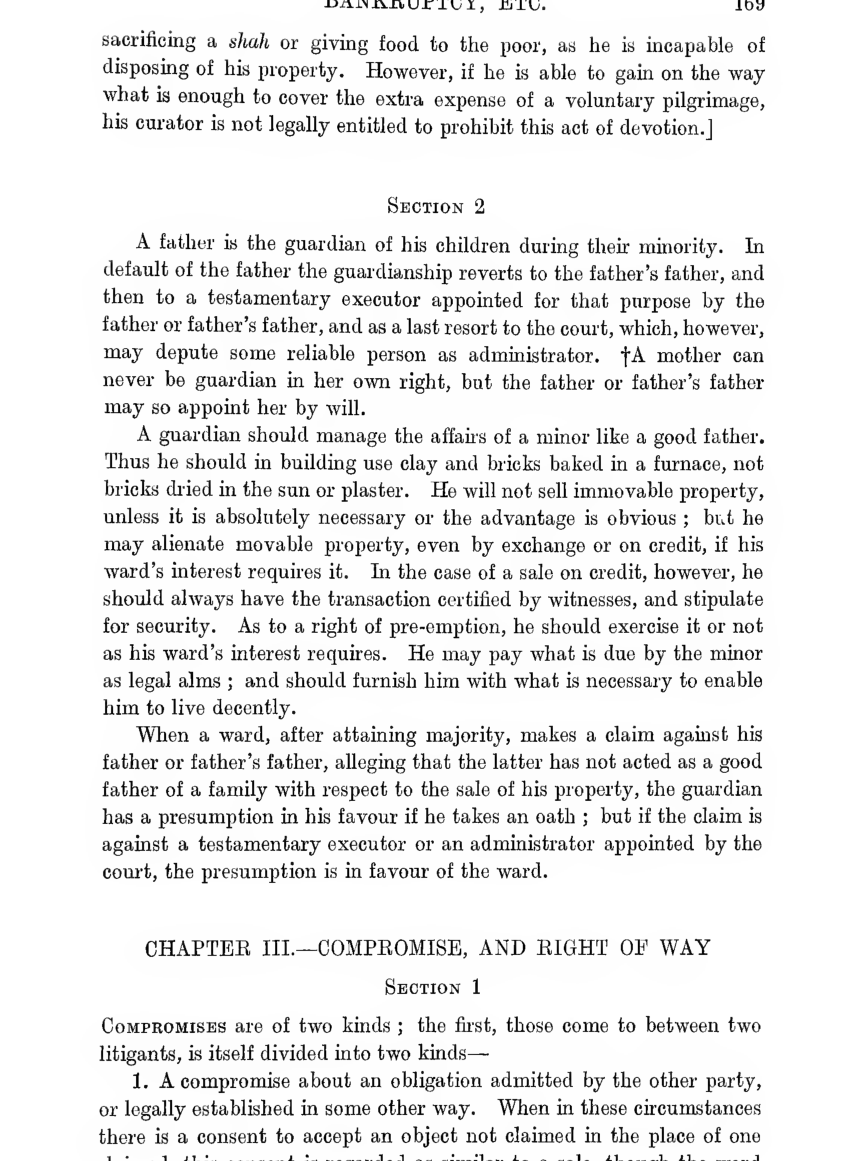 BANKRUPTCY, ETC. 169
sacrificing a shah or giving food to the poor, as he is incapable of
disposing of his property. However, if he is able to gain on the way
what is enough to cover the extra expense of a voluntary pilgrimage,
his curator is not legally entitled to prohibit this act of devotion.]
SECTION 2
A father is the guardian of his children during their minority. In
default of the father the guardianship reverts to the father's father, and
then to a testamentary executor appointed for that purpose by the
father or father's father, and as a last resort to the court, which, however,
may depute some reliable person as administrator. †A mother can
never be guardian in her own right, but the father or father's father
may so appoint her by will.
A guardian should manage the affairs of a minor like a good father.
Thus he should in building use clay and bricks baked in a furnace, not
bricks dried in the sun or plaster. He will not sell immovable property,
unless it is absolutely necessary or the advantage is obvious ; but he
may alienate movable property, even by exchange or on credit, if his
ward's interest requires it. In the case of a sale on credit, however, he
should always have the transaction certified by witnesses, and stipulate
for security. As to a right of pre-emption, he should exercise it or not
as his ward's interest requires. He may pay what is due by the minor
as legal alms ; and should furnish him with what is necessary to enable
him to live decently.
When a ward, after attaining majority, makes a claim against his
father or father's father, alleging that the latter has not acted as a good
father of a family with respect to the sale of his property, the guardian
has a presumption in his favour if he takes an oath ; but if the claim is
against a testamentary executor or an administrator appointed by the
court, the presumption is in favour of the ward.
CHAPTER III.—COMPROMISE, AND RIGHT OF WAY
SECTION 1
COMPROMISES are of two kinds ; the first, those come to between two
litigants, is itself divided into two kinds—
1. A compromise about an obligation admitted by the other party,
or legally established in some other way. When in these circumstances
there is a consent to accept an object not claimed in the place of one